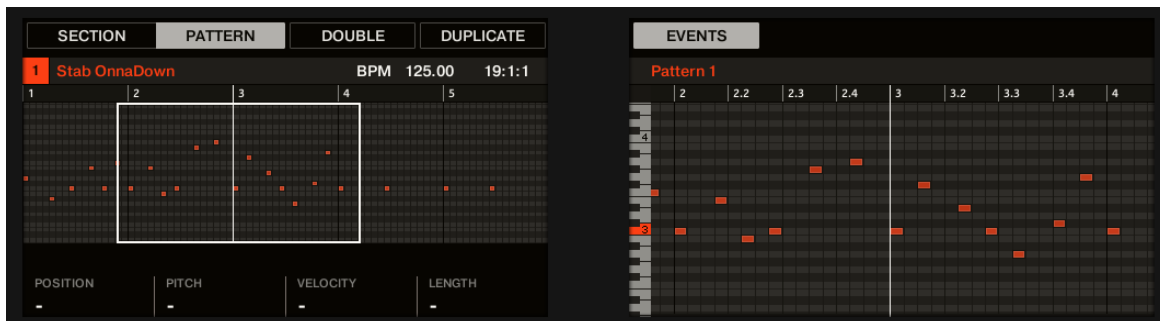 SECTION PATTERN DOUBLE DUPLICATE
1 Stab OnnaDown BPM 125.00 19:1:1
1 2 3 4 5
POSITION PITCH VELOCITY LENGTH
- - - -
EVENTS
Pattern 1
2 2.2 2.3 2.4 3 3.2 3.3 3.4 4
4
3